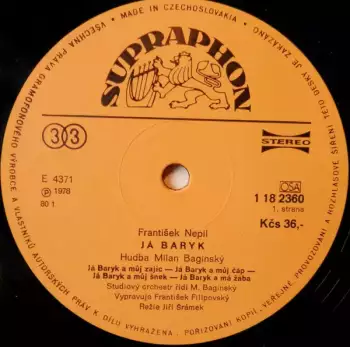 MADE IN CZECHOSLOVAKIA
VŠECHNA PRÁVA GRAMOFONOVÉHO VÝROBCE A VLASTNÍKŮ AUTORSKÝCH PRÁV K DÍLU VYHRAZENA. POŘIZOVÁNÍ KOPIÍ, VEŘEJNÉ PROVOZOVÁNÍ A ROZHLASOVÉ ŠÍŘENÍ TÉTO DESKY JE ZAKÁZÁNO
SUPRAPHON
33
STEREO
E 4371
OSA
℗ 1978
1 18 2360
80 1
1. strana
František Nepil
Kčs 36,-
JÁ BARYK
Hudba Milan Baginský
Já Baryk a můj zajíc — Já Baryk a můj čáp —
Já Baryk a můj šnek — Já Baryk a má žába
Studiový orchestr řídí M. Baginský
Vypravuje František Filipovský
Režie Jiří Šrámek